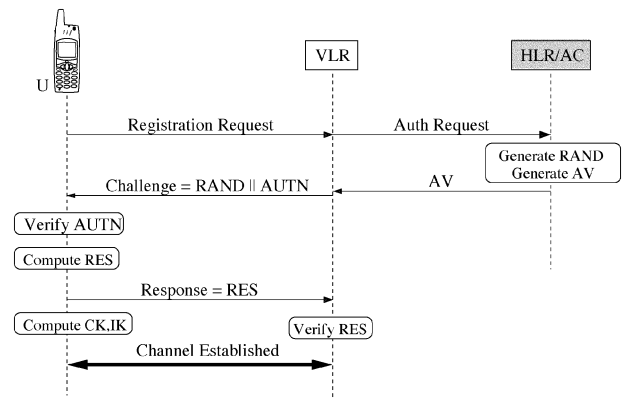 VLR
HLR/AC
U
Registration Request
Auth Request
Generate RAND
Generate AV
Challenge = RAND || AUTN
AV
Verify AUTN
Compute RES
Response = RES
Compute CK,IK
Verify RES
Channel Established